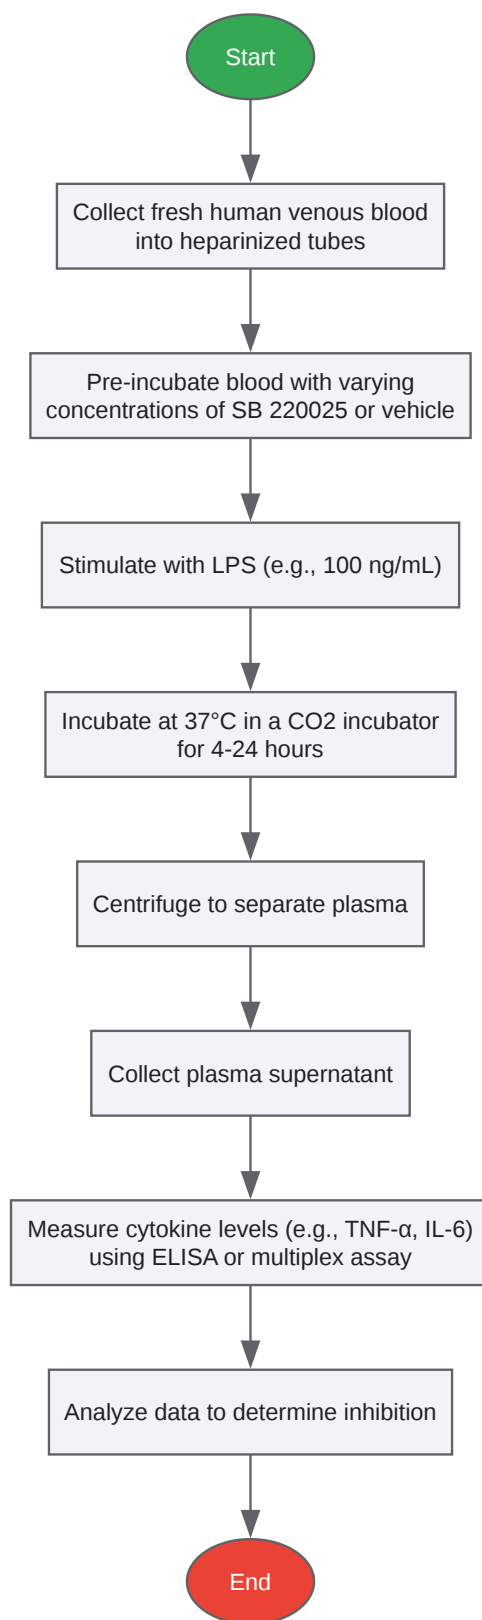 Start
Collect fresh human venous blood
into heparinized tubes
Pre-incubate blood with varying
concentrations of SB 220025 or vehicle
Stimulate with LPS (e.g., 100 ng/mL)
Incubate at 37°C in a CO2 incubator
for 4-24 hours
Centrifuge to separate plasma
Collect plasma supernatant
Measure cytokine levels (e.g., TNF-α, IL-6)
using ELISA or multiplex assay
Analyze data to determine inhibition
End